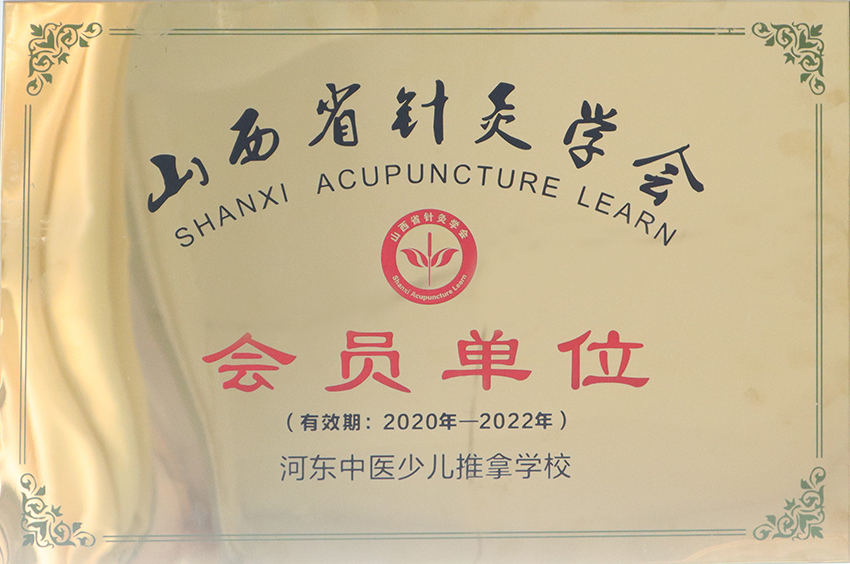 山西省针灸学会
SHANXI ACUPUNCTURE LEARN
山西省针灸学会
Shanxi Acupuncture Learn
会员单位
（有效期：2020年—2022年）
河东中医少儿推拿学校